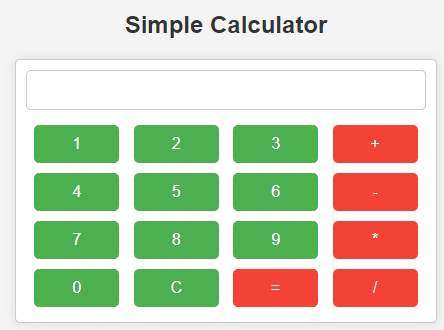 Simple Calculator
1 2 3 +
4 5 6 -
7 8 9 *
0 C = /